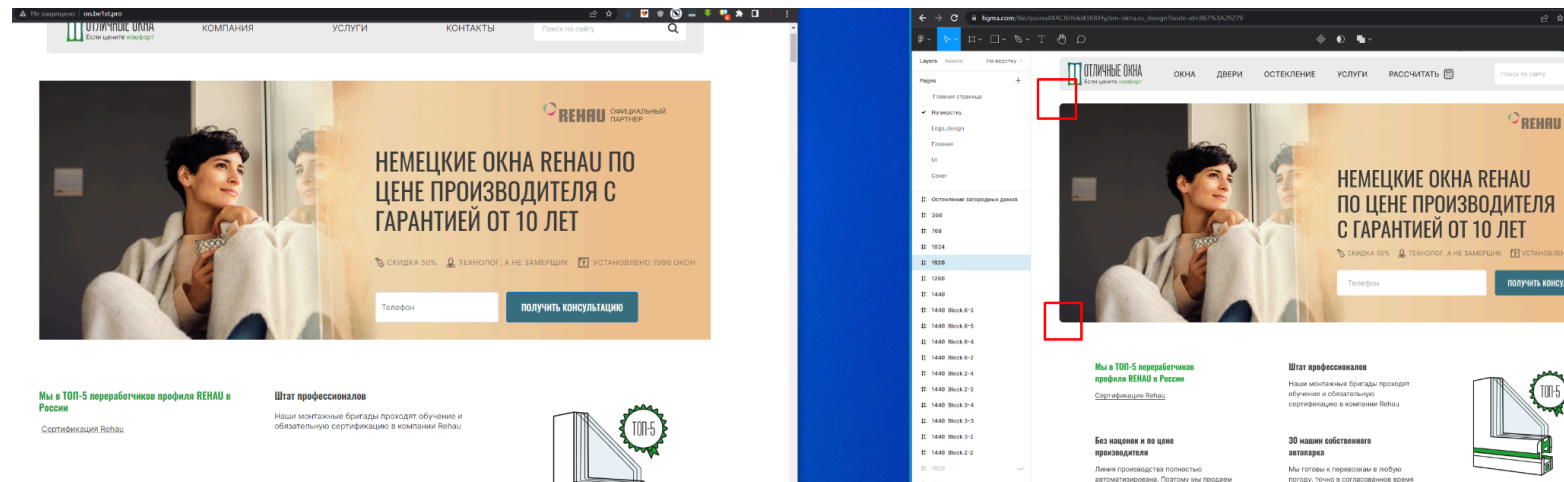 Не защищено oo.be1st.pro
ОТЛИЧНЫЕ ОКНА
Если цените комфорт
КОМПАНИЯ
УСЛУГИ
КОНТАКТЫ
Поиск по сайту
REHAU ОФИЦИАЛЬНЫЙ
ПАРТНЕР
НЕМЕЦКИЕ ОКНА REHAU ПО
ЦЕНЕ ПРОИЗВОДИТЕЛЯ С
ГАРАНТИЕЙ ОТ 10 ЛЕТ
СКИДКА 50% ТЕХНОЛОГ, А НЕ ЗАМЕРЩИК УСТАНОВЛЕНО 7998 ОКОН
Телефон
ПОЛУЧИТЬ КОНСУЛЬТАЦИЮ
Мы в ТОП-5 переработчиков профиля REHAU в
России
Сертификация Rehau
Штат профессионалов
Наши монтажные бригады проходят обучение и
обязательную сертификацию в компании Rehau
ТОП-5
Layers Assets На верстку
Pages
Главная страница
На верстку
Logo_design
Главная
UI
Cover
Остекление загородных домов
360
768
1024
1920
1280
1440
1440 Block 8-3
1440 Block 8-5
1440 Block 8-4
1440 Block 8-2
1440 Block 2-4
1440 Block 2-3
1440 Block 3-4
1440 Block 3-3
1440 Block 3-2
1440 Block 2-2
1920
ОТЛИЧНЫЕ ОКНА
Если цените комфорт
ОКНА
ДВЕРИ
ОСТЕКЛЕНИЕ
УСЛУГИ
РАССЧИТАТЬ
Поиск по сайту
REHAU
НЕМЕЦКИЕ ОКНА REHAU
ПО ЦЕНЕ ПРОИЗВОДИТЕЛЯ
С ГАРАНТИЕЙ ОТ 10 ЛЕТ
СКИДКА 50% ТЕХНОЛОГ, А НЕ ЗАМЕРЩИК УСТАНОВЛЕН
Телефон
ПОЛУЧИТЬ КОНСУ
Мы в ТОП-5 переработчиков
профиля REHAU в России
Сертификация Rehau
Штат профессионалов
Наши монтажные бригады проходят
обучение и обязательную
сертификацию в компании Rehau
ТОП-5
Без наценок и по цене
производителя
Линия производства полностью
автоматизирована. Поэтому мы продаем
30 машин собственного
автопарка
Мы готовы к перевозкам в любую
погоду, точно в согласованное время